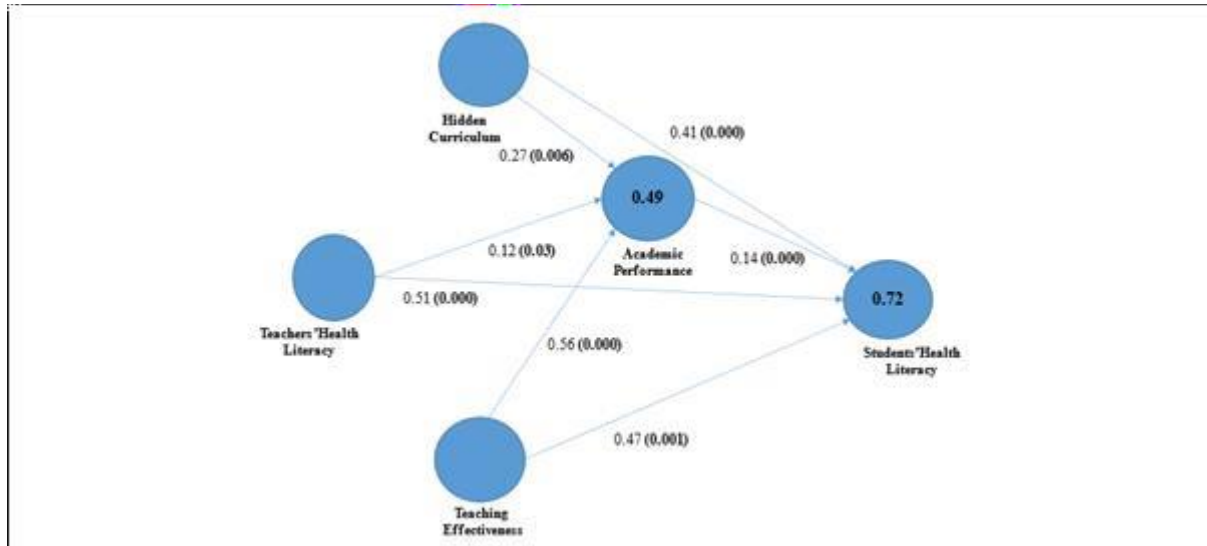 Hidden
Curriculum
0.41 (0.000)
0.27 (0.006)
0.49
Academic
Performance
0.12 (0.03)
0.14 (0.000)
0.51 (0.000)
0.72
Teachers'Health
Literacy
Students'Health
Literacy
0.56 (0.000)
0.47 (0.001)
Teaching
Effectiveness